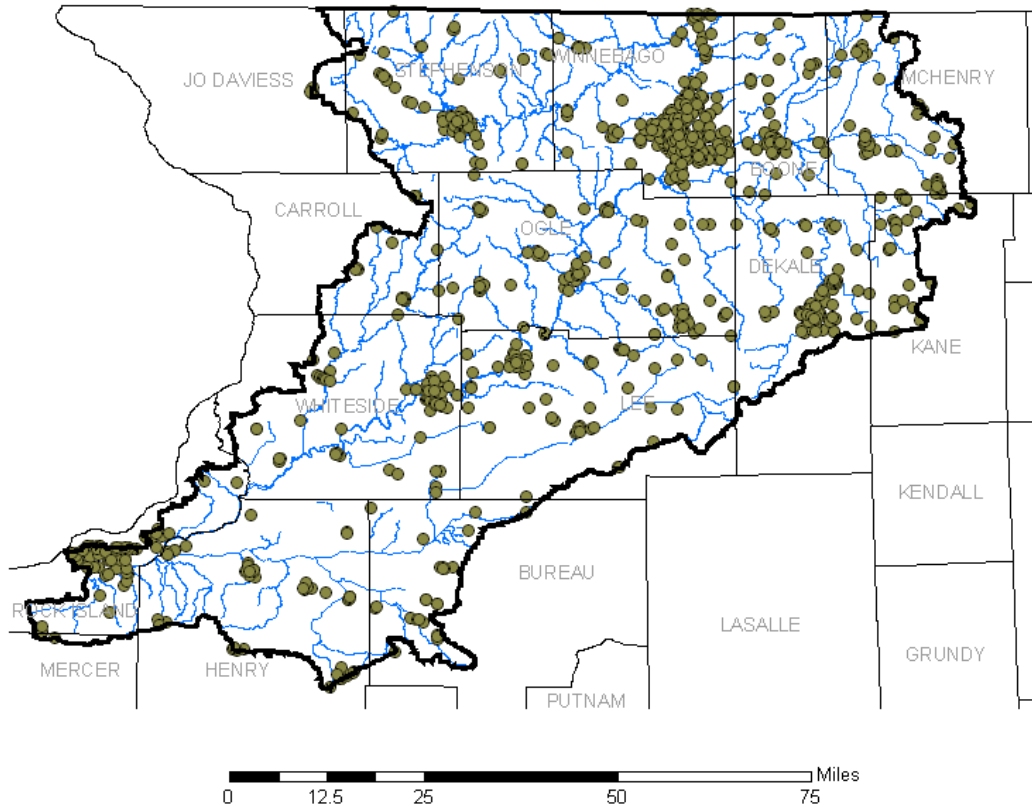 STEPHENSON
WINNEBAGO
JO DAVIESS
MCHENRY
BOONE
CARROLL
OGLE
DEKALB
KANE
WHITESIDE
LEE
KENDALL
BUREAU
ROCK ISLAND
LASALLE
GRUNDY
MERCER
HENRY
PUTNAM
Miles
0 12.5 25 50 75